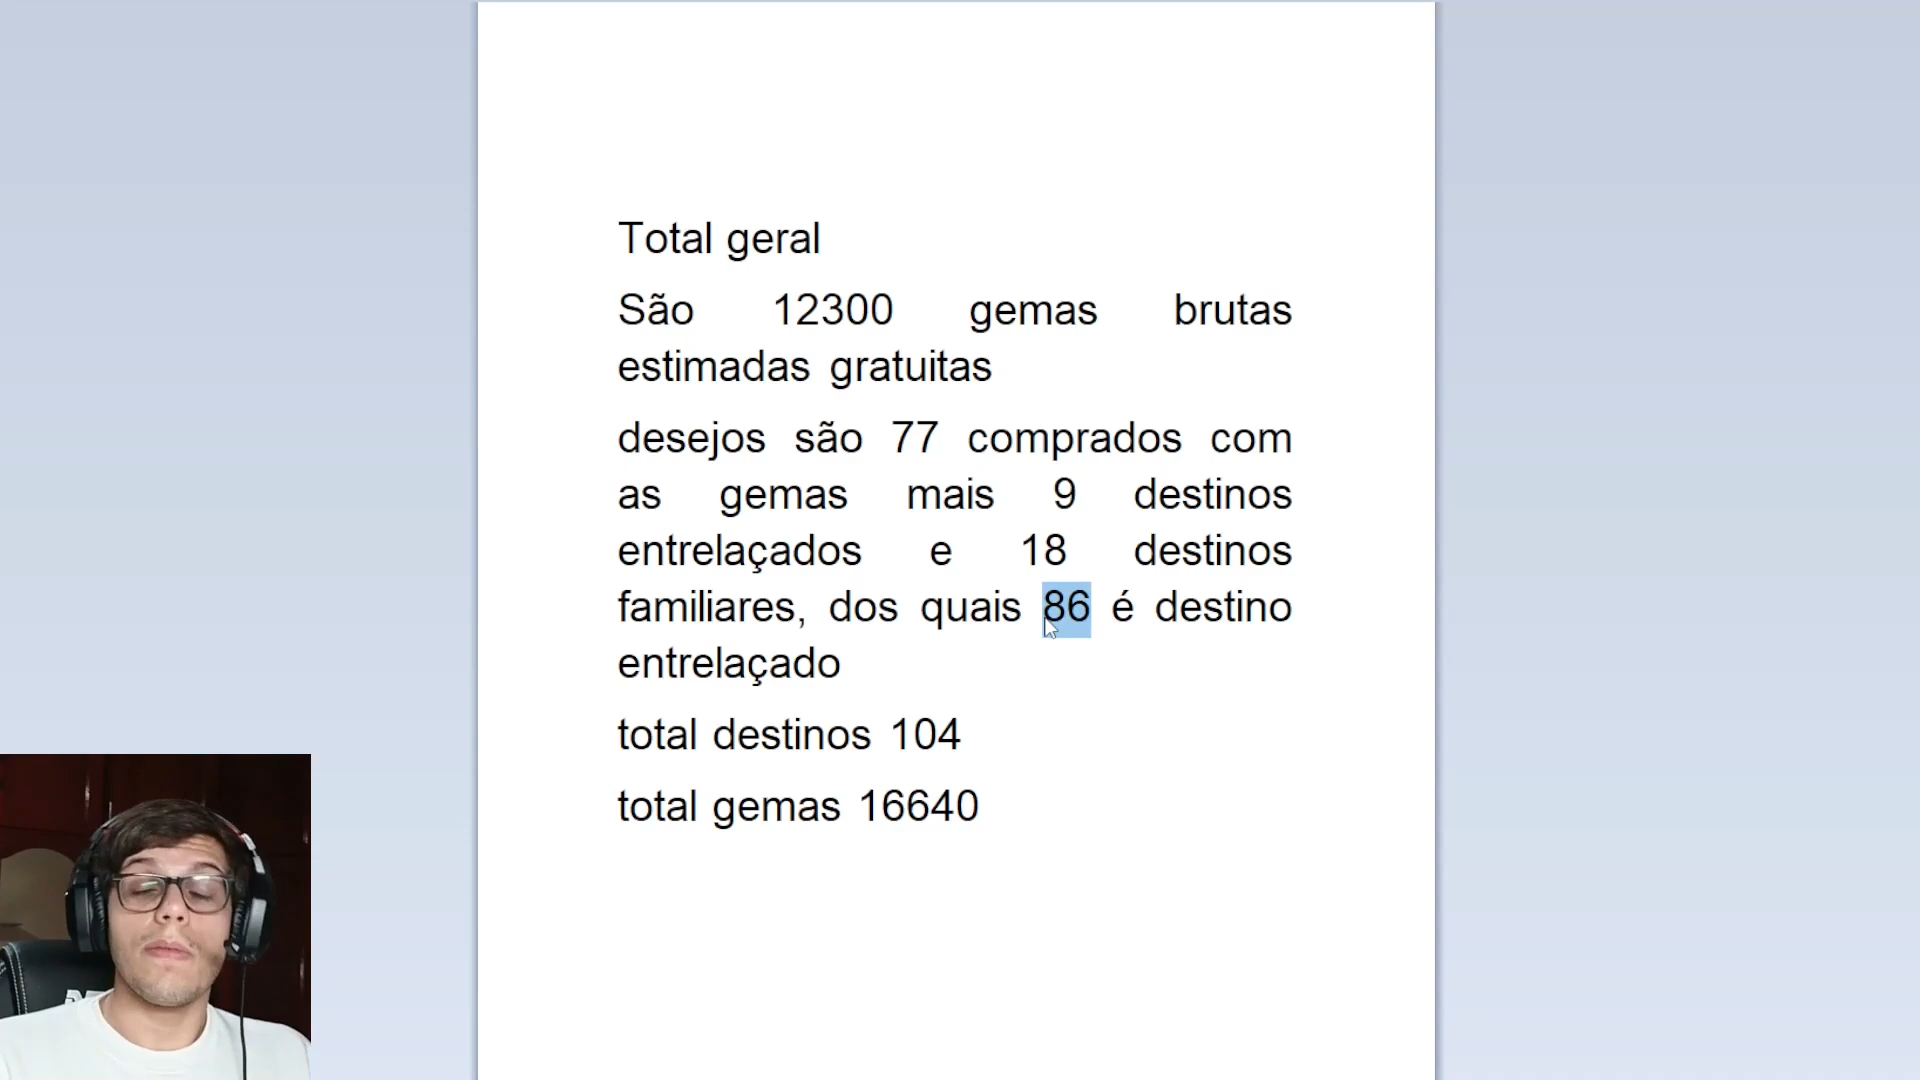 Total geral
São 12300 gemas brutas
estimadas gratuitas
desejos são 77 comprados com
as gemas mais 9 destinos
entrelaçados e 18 destinos
familiares, dos quais 86 é destino
entrelaçado
total destinos 104
total gemas 16640